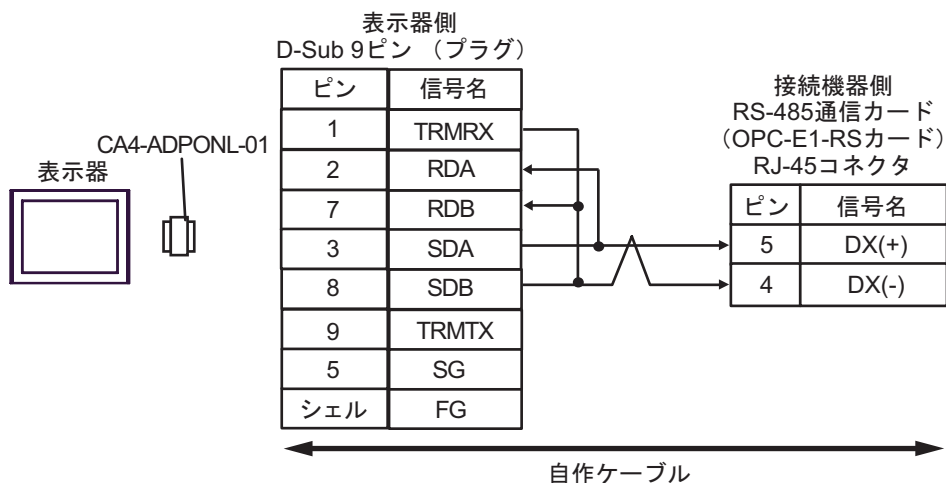 表示器側
D-Sub 9ピン （プラグ）
ピン 信号名
1 TRMRX
2 RDA
7 RDB
3 SDA
8 SDB
9 TRMTX
5 SG
シェル FG
CA4-ADPONL-01
表示器
接続機器側
RS-485通信カード
（OPC-E1-RSカード）
RJ-45コネクタ
ピン 信号名
5 DX(+)
4 DX(-)
自作ケーブル